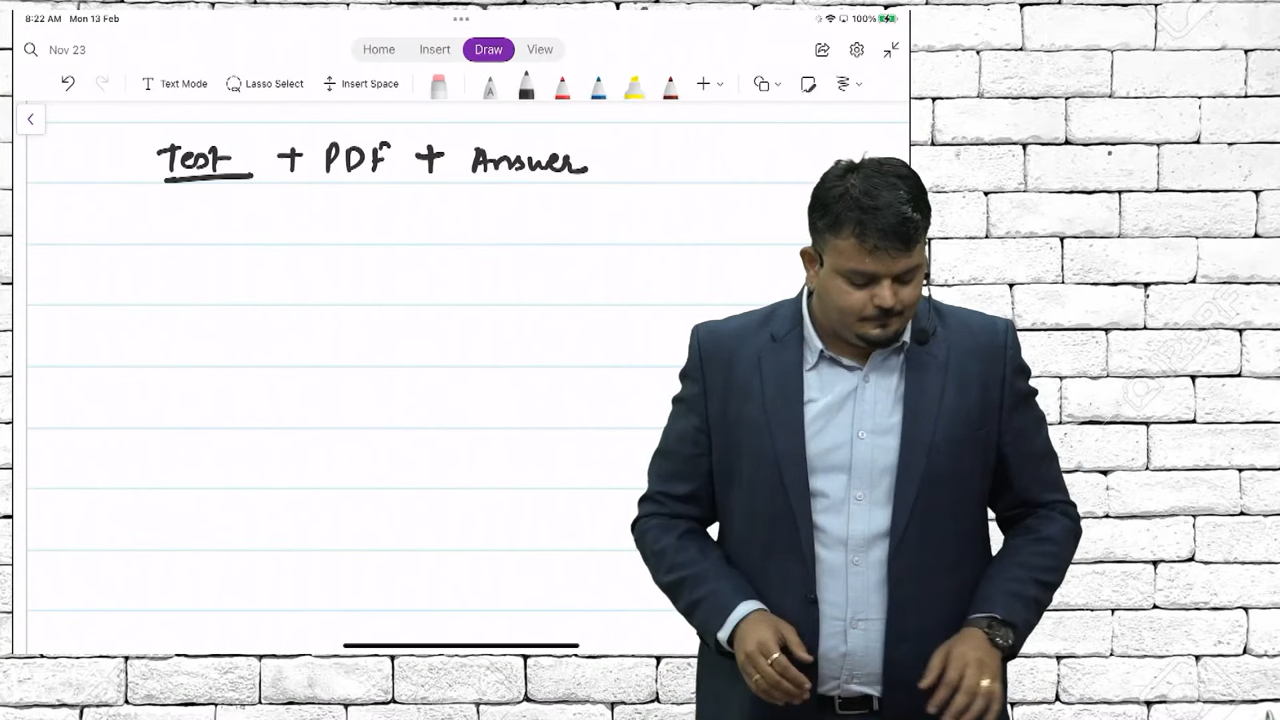 8:22 AM Mon 13 Feb
100%
Nov 23
Home Insert Draw View
Text Mode Lasso Select Insert Space
Test + PDF + Answer